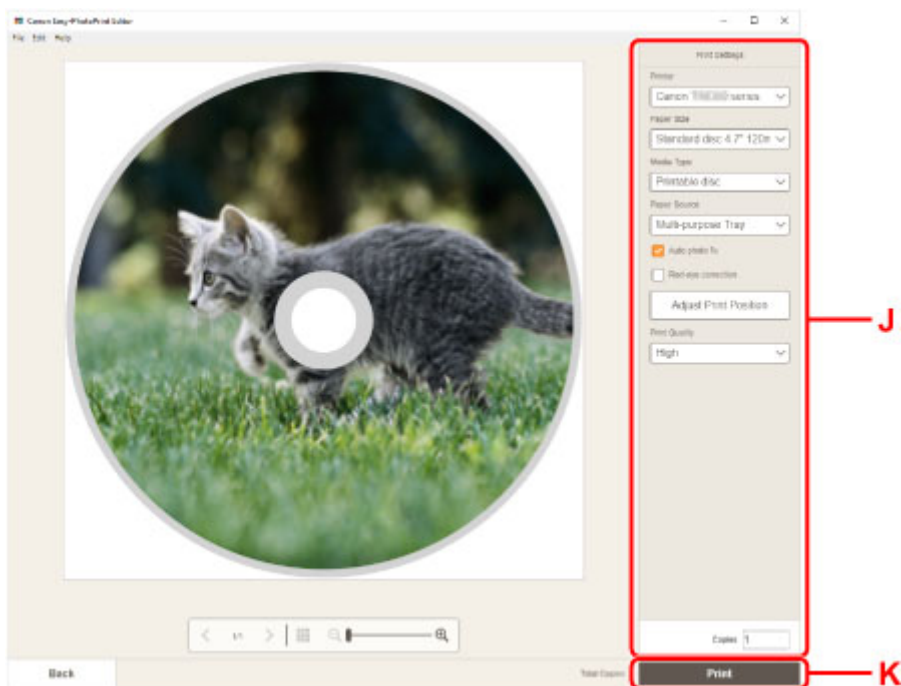 Canon Easy-PhotoPrint Editor
File Edit Help
Print Settings
Printer
Canon series
Paper Size
Standard disc 4.7" 120m
Media Type
Printable disc
Paper Source
Multi-purpose Tray
Auto photo fix
Red-eye correction
Adjust Print Position
Print Quality
High
J
1/1
Copies 1
Back
Total Copies:
Print
K